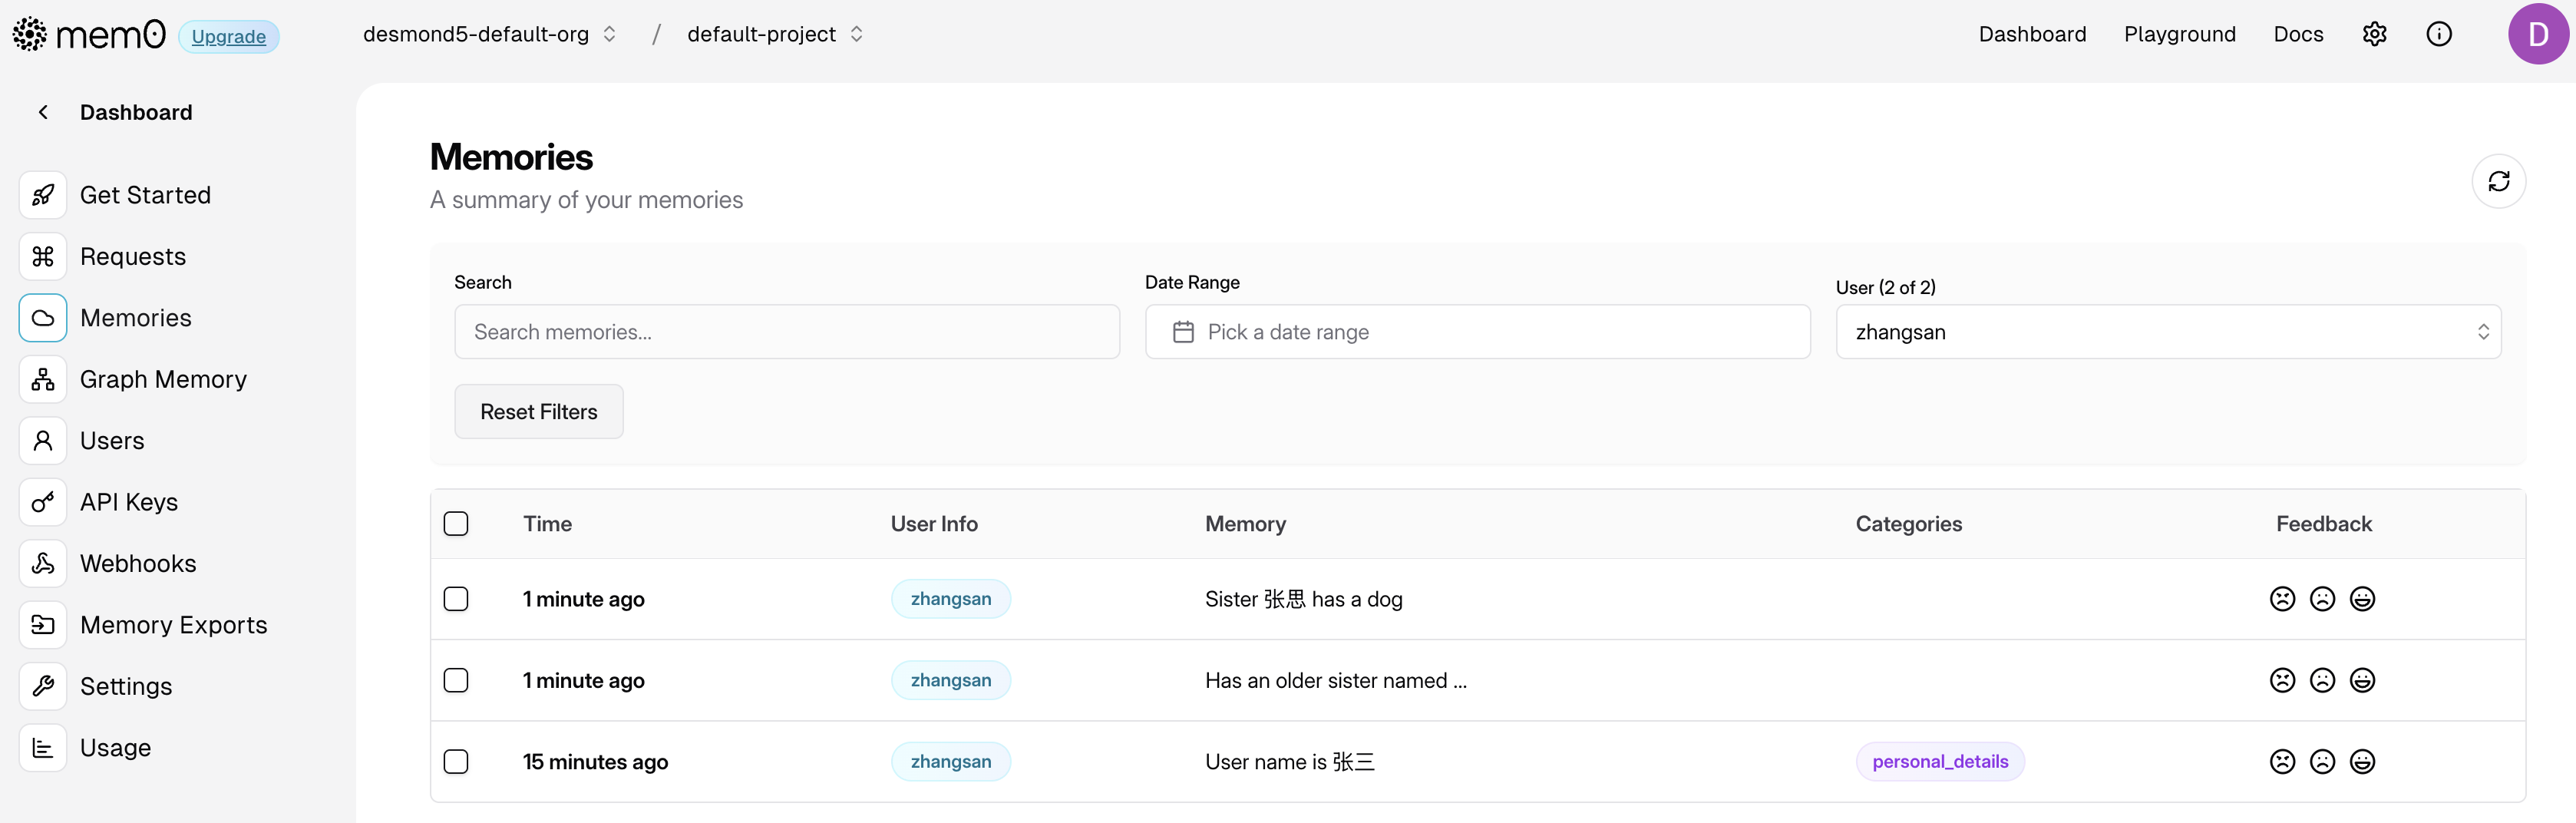 mem0 Upgrade desmond5-default-org / default-project Dashboard Playground Docs D
Dashboard
Get Started
Requests
Memories
Graph Memory
Users
API Keys
Webhooks
Memory Exports
Settings
Usage
Memories
A summary of your memories
Search Date Range User (2 of 2)
Search memories... Pick a date range zhangsan
Reset Filters
Time User Info Memory Categories Feedback
1 minute ago zhangsan Sister 张思 has a dog
1 minute ago zhangsan Has an older sister named ...
15 minutes ago zhangsan User name is 张三 personal_details